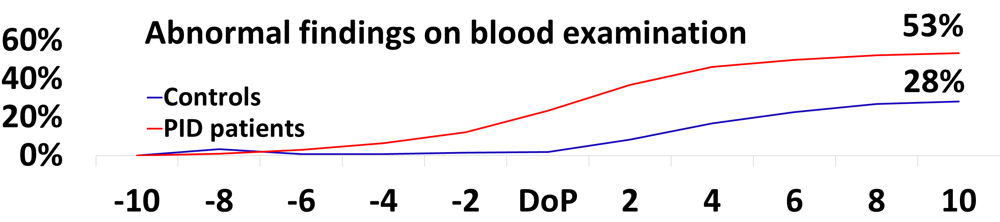 Abnormal findings on blood examination
53%
60%
40%
28%
Controls
20%
PID patients
0%
-10 -8 -6 -4 -2 DoP 2 4 6 8 10